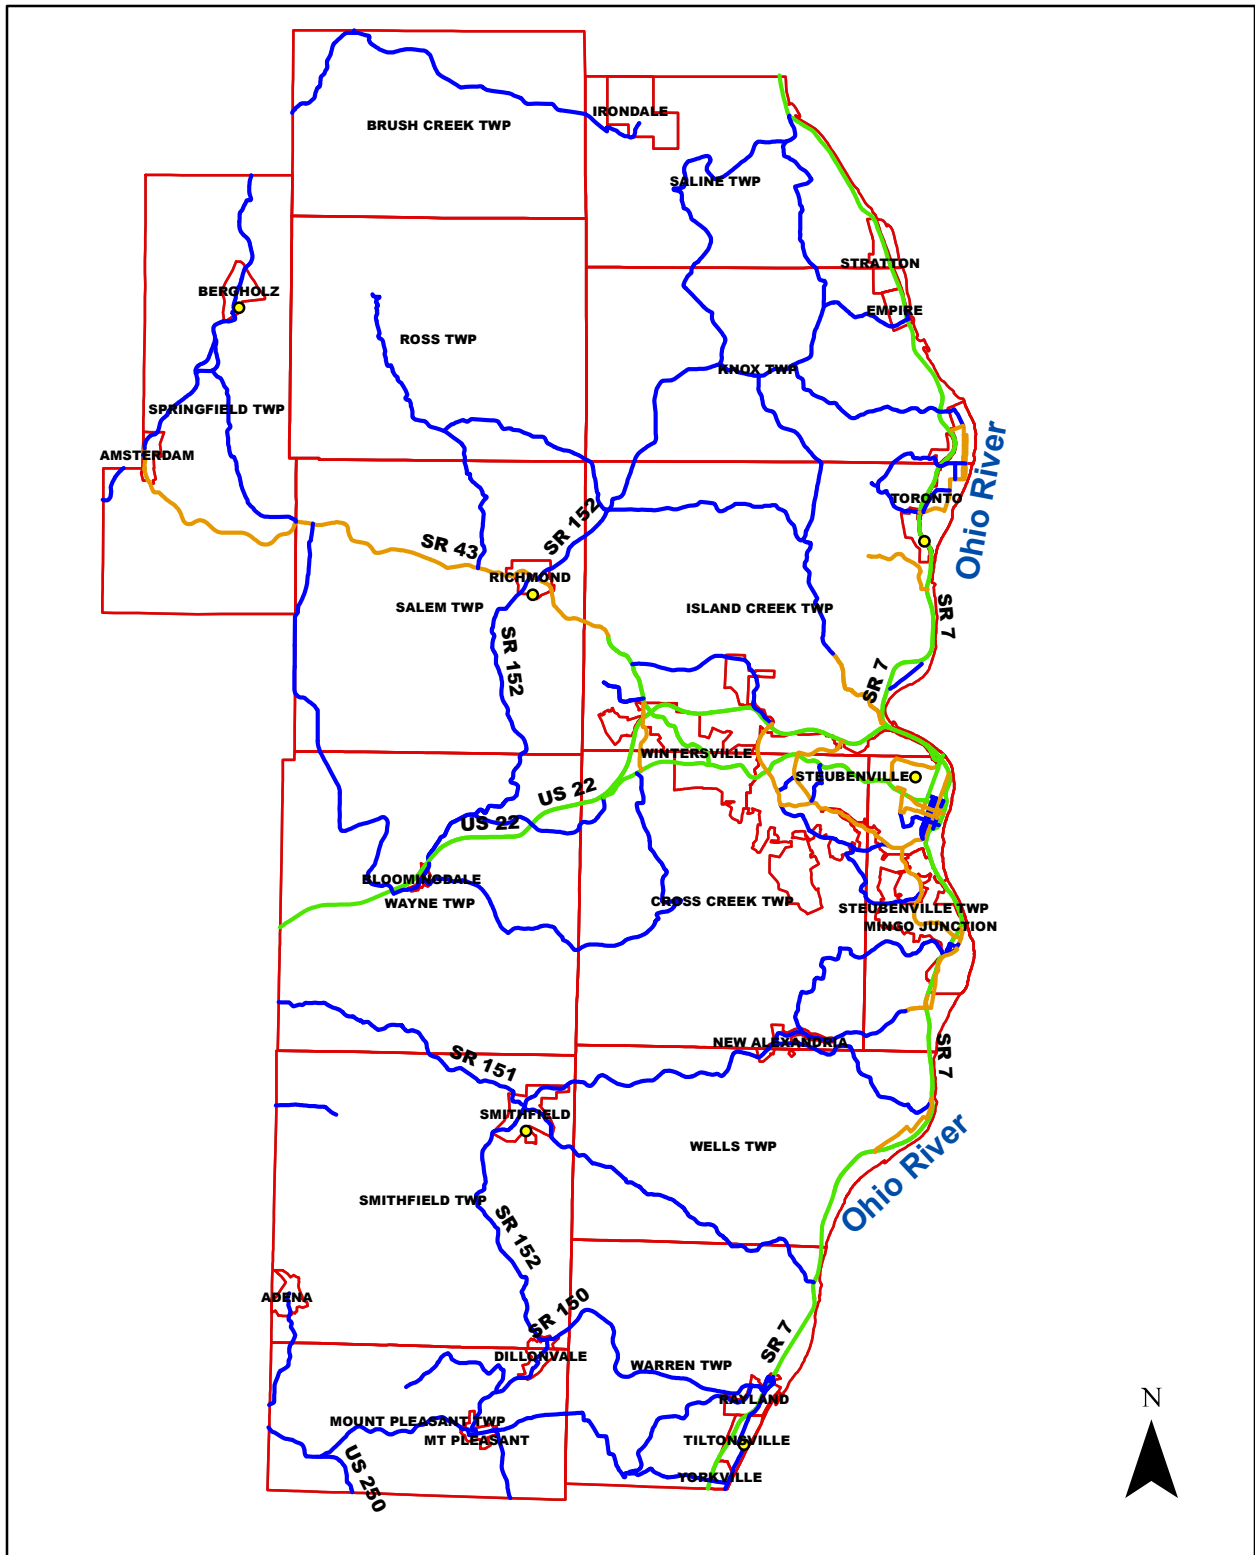 IRONDALE
BRUSH CREEK TWP
SALINE TWP
STRATTON
BERGHOLZ
EMPIRE
ROSS TWP
KNOX TWP
SPRINGFIELD TWP
AMSTERDAM
TORONTO
Ohio River
SR 152
SR 43
RICHMOND
SALEM TWP
ISLAND CREEK TWP
SR 7
SR 152
SR 7
WINTERSVILLE
STEUBENVILLE
US 22
US 22
BLOOMINGDALE
WAYNE TWP
CROSS CREEK TWP
STEUBENVILLE TWP
MINGO JUNCTION
NEW ALEXANDRIA
SR 7
SR 151
SMITHFIELD
WELLS TWP
Ohio River
SMITHFIELD TWP
SR 152
ADENA
SR 150
DILLONVALE
SR 7
WARREN TWP
RAYLAND
N
MOUNT PLEASANT TWP
MT PLEASANT
TILTONSVILLE
US 250
YORKVILLE